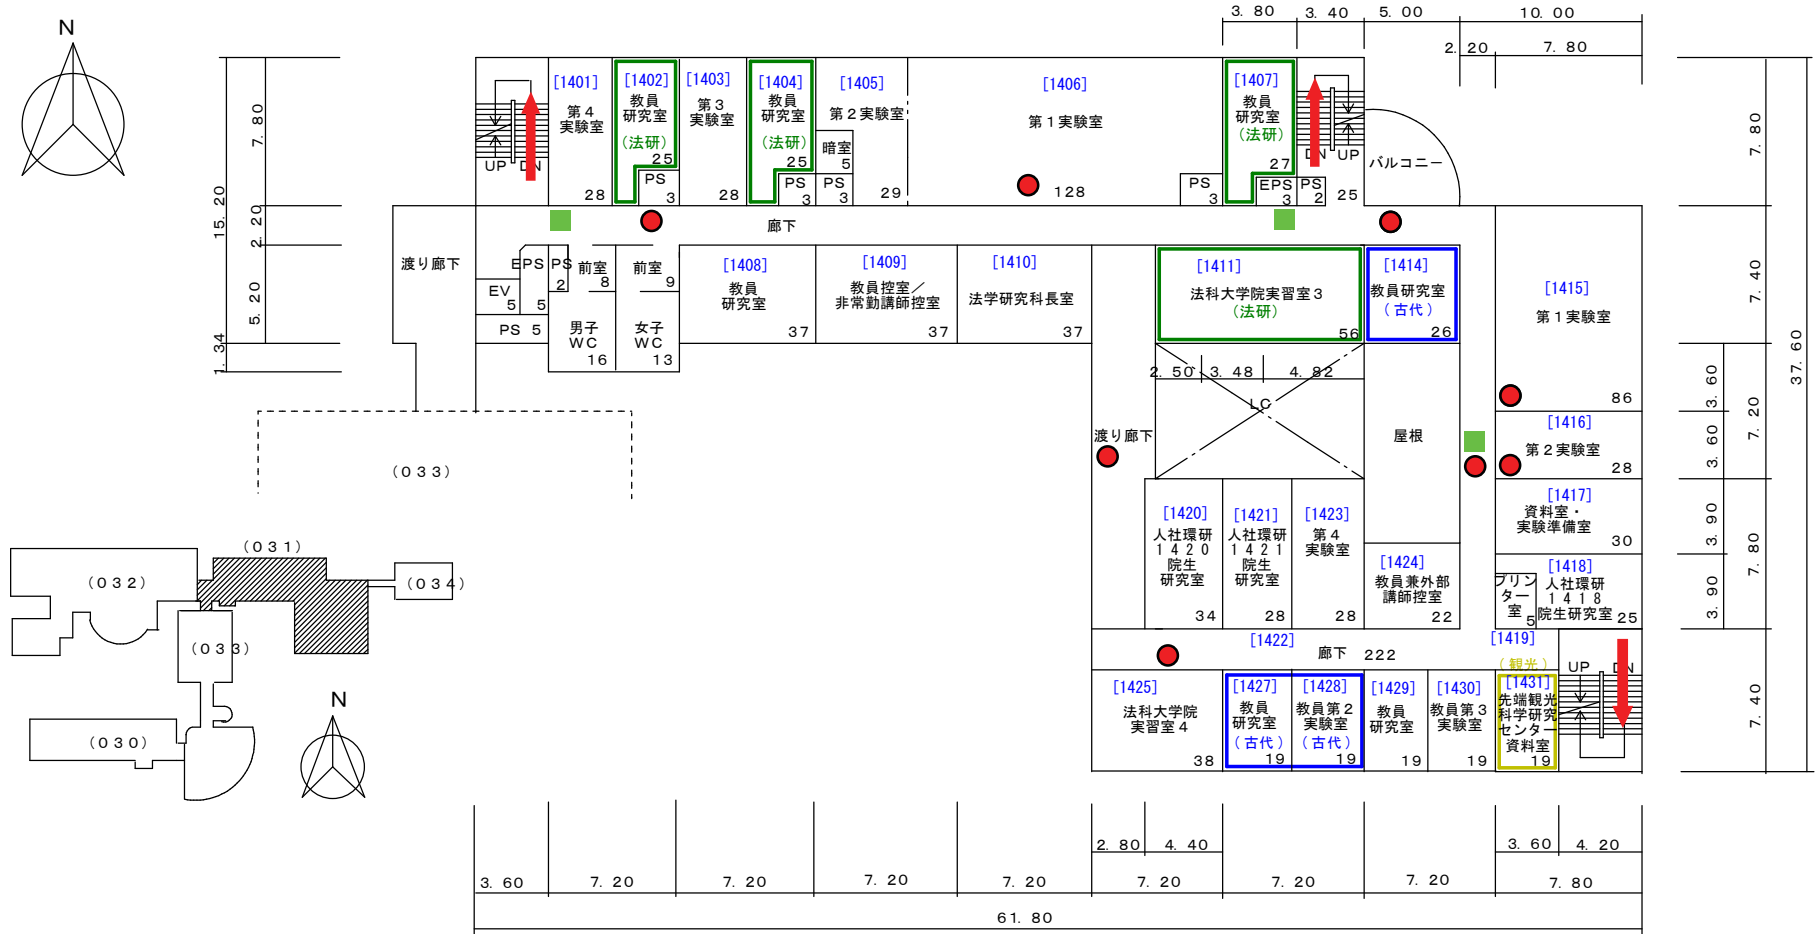 N
3.80
3.40
5.00
10.00
2.20
7.80
[1401]
第4
実験室
28
[1402]
教員
研究室
(法研)
25
PS
3
[1403]
第3
実験室
28
[1404]
教員
研究室
(法研)
25
PS
3
[1405]
第2実験室
暗室
5
PS
3
29
[1406]
第1実験室
128
PS
3
[1407]
教員
研究室
(法研)
27
EPS
3
PS
2
25
UP
DN
DN
UP
バルコニー
7.80
15.20
2.20
5.20
1.34
7.80
7.40
37.60
3.60
3.60
7.20
3.90
3.90
7.80
7.40
渡り廊下
廊下
EPS
5
PS
2
EV
5
PS 5
前室
8
前室
9
男子
WC
16
女子
WC
13
[1408]
教員
研究室
37
[1409]
教員控室／
非常勤講師控室
37
[1410]
法学研究科長室
37
[1411]
法科大学院実習室3
(法研)
56
[1414]
教員研究室
(古代)
26
[1415]
第1実験室
86
2.50
3.48
4.82
LC
渡り廊下
屋根
[1416]
第2実験室
28
[1417]
資料室・
実験準備室
30
[1418]
人社環研
1418
院生研究室
25
プリン
ター
室
5
[1420]
人社環研
1420
院生
研究室
34
[1421]
人社環研
1421
院生
研究室
28
[1423]
第4
実験室
28
[1424]
教員兼外部
講師控室
22
[1422]
廊下 222
[1419]
(観光)
[1425]
法科大学院
実習室4
38
[1427]
教員
研究室
(古代)
19
[1428]
教員第2
実験室
(古代)
19
[1429]
教員
研究室
19
[1430]
教員第3
実験室
19
[1431]
先端観光
科学研究
センター
資料室
19
UP
DN
(033)
(031)
(032)
(034)
(033)
(030)
N
2.80
4.40
3.60
4.20
3.60
7.20
7.20
7.20
7.20
7.20
7.20
7.20
7.80
61.80